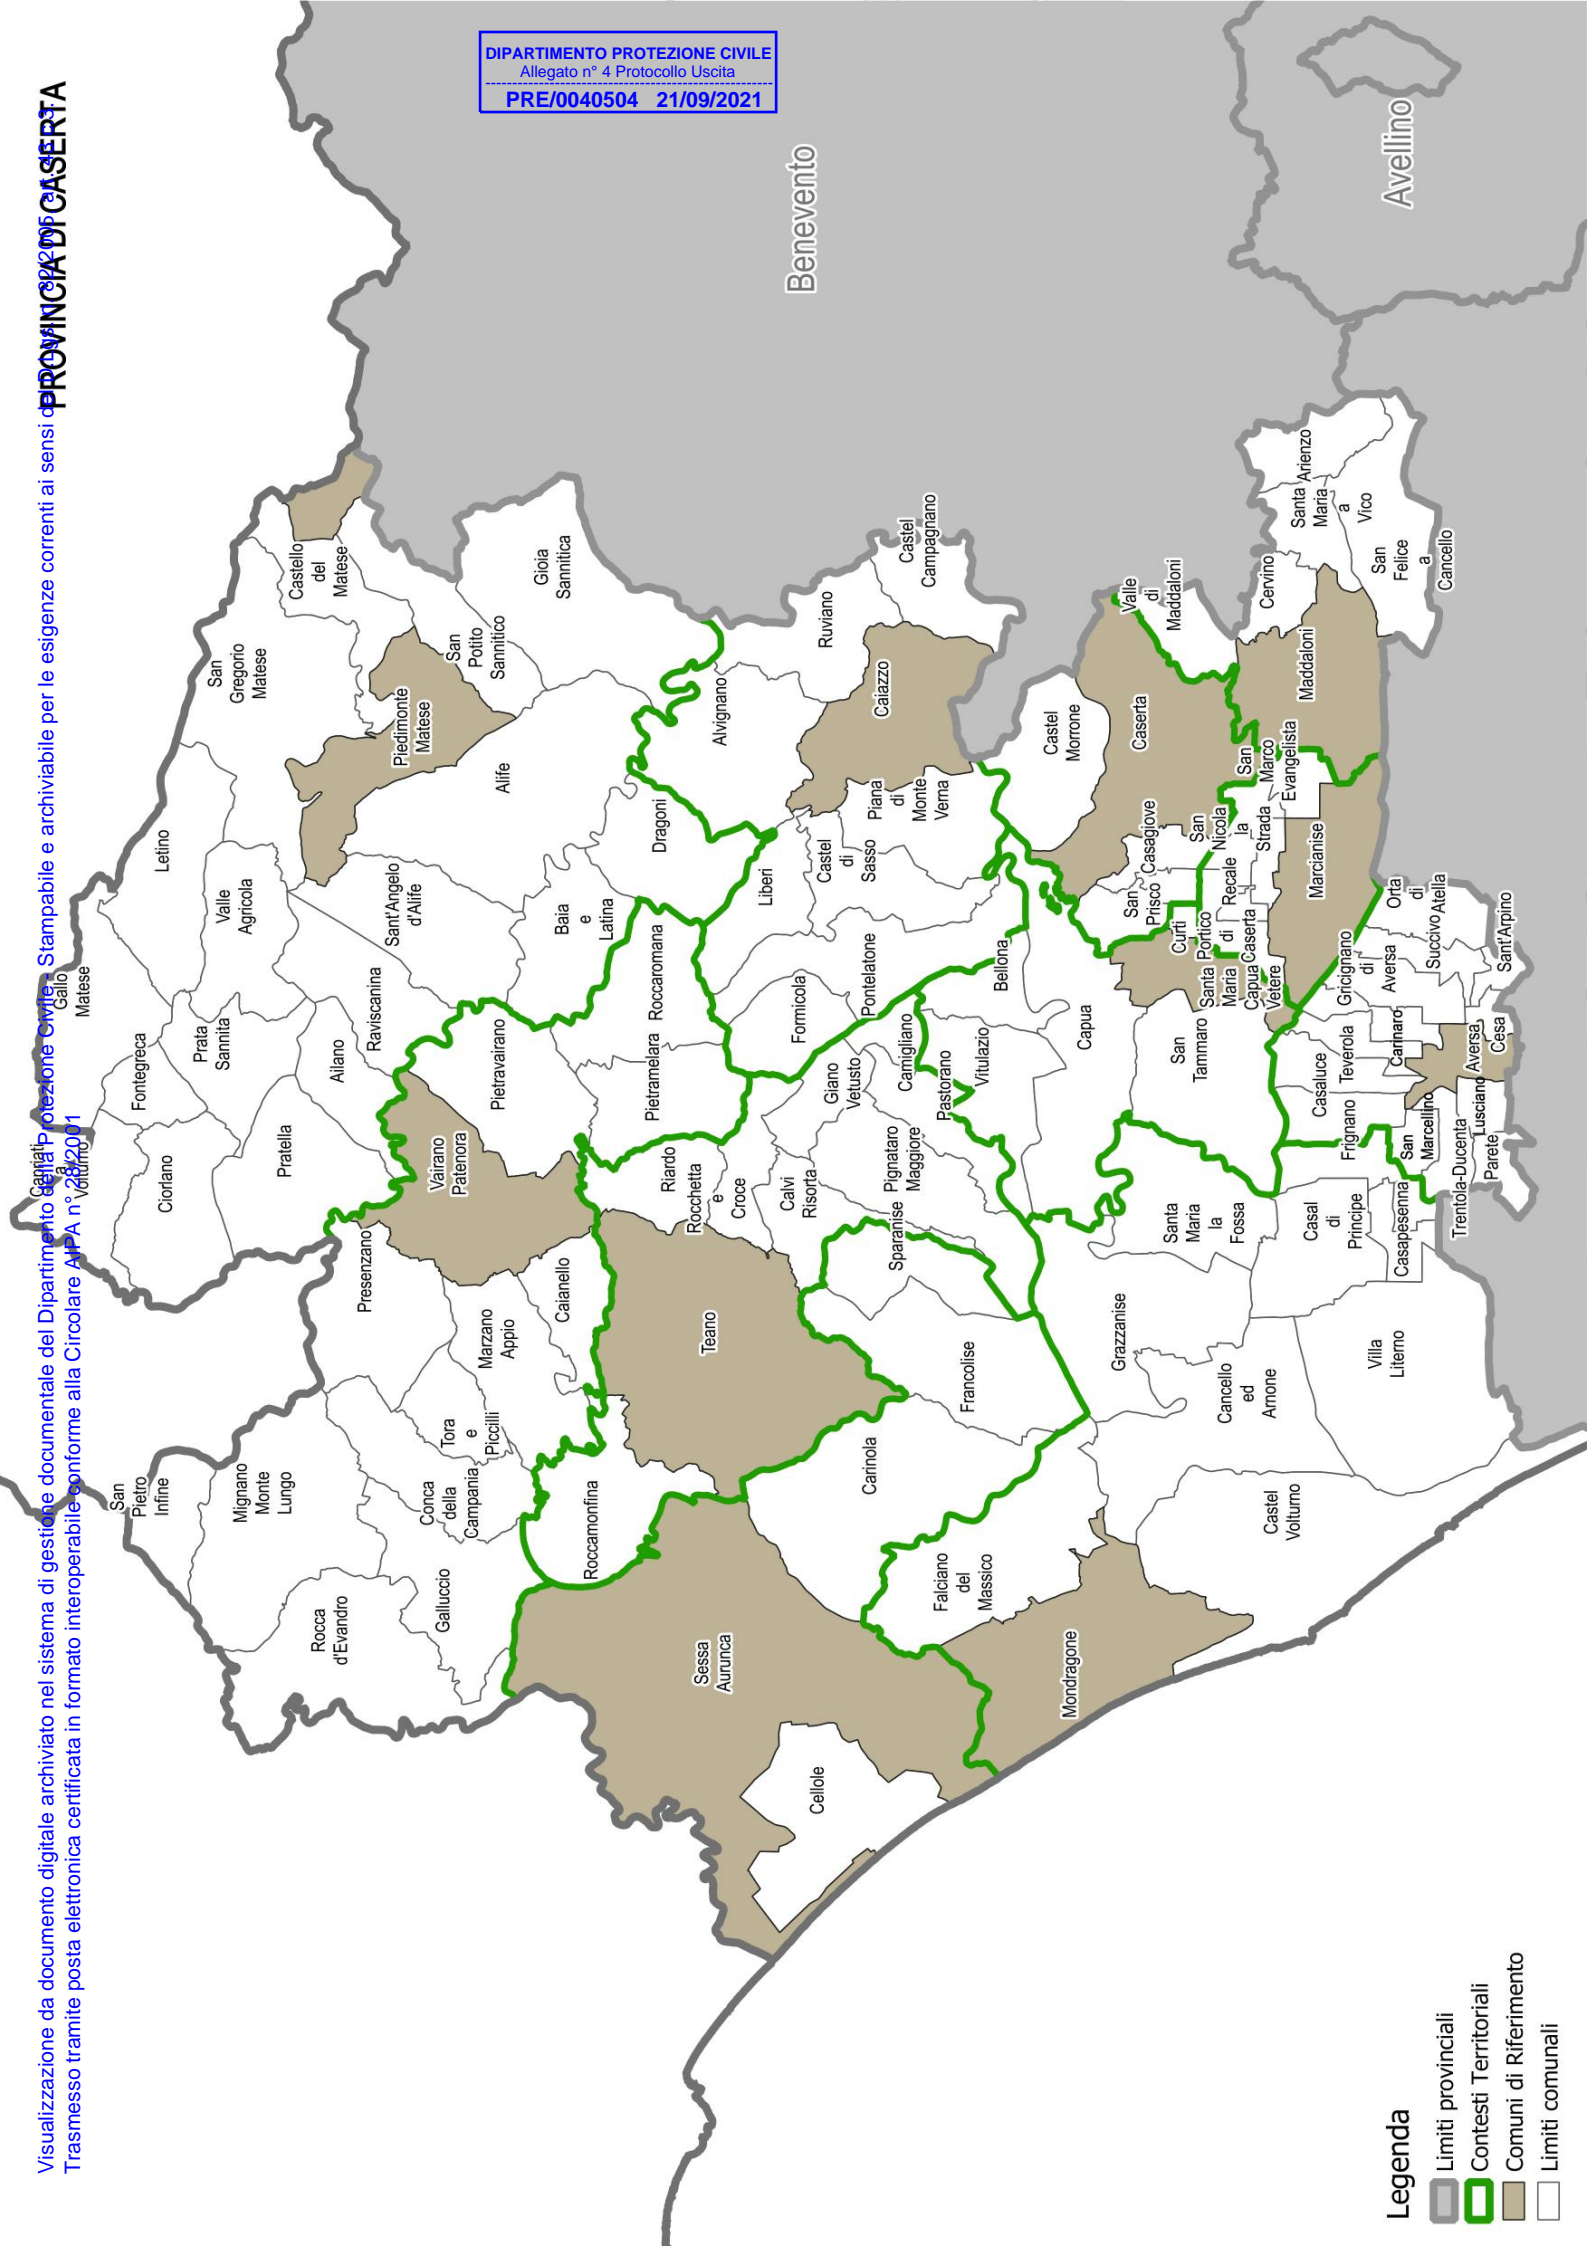 Visualizzazione da documento digitale archiviato nel sistema di gestione documentale del Dipartimento della Protezione Civile - Stampabile e archiviabile per le esigenze correnti ai sensi del D.Lgs. n. 82/2005 art. 43 c.3.
Trasmesso tramite posta elettronica certificata in formato interoperabile conforme alla Circolare AIPA n° 28/2001
PROVINCIA DI CASERTA
DIPARTIMENTO PROTEZIONE CIVILE
Allegato n° 4 Protocollo Uscita
PRE/0040504 21/09/2021
Benevento
Avellino
San
Pietro
Infine
Mignano
Monte
Lungo
Rocca
d'Evandro
Galluccio
Conca
della
Campania
Tora
e
Piccilli
Marzano
Appio
Presenzano
Caianello
Vairano
Patenora
Capriati
a
Volturno
Ciorlano
Fontegreca
Gallo
Matese
Letino
Prata
Sannita
Pratella
Ailano
Raviscanina
Valle
Agricola
Sant'Angelo
d'Alife
San
Gregorio
Matese
Castello
del
Matese
Piedimonte
Matese
San
Potito
Sannitico
Gioia
Sannitica
Alife
Baia
e
Latina
Dragoni
Pietravairano
Pietramelara
Roccaromana
Riardo
Rocchetta
e
Croce
Teano
Roccamonfina
Sessa
Aurunca
Cellole
Carinola
Falciano
del
Massico
Mondragone
Francolise
Sparanise
Calvi
Risorta
Pignataro
Maggiore
Giano
Vetusto
Camigliano
Pastorano
Vitulazio
Bellona
Formicola
Pontelatone
Liberi
Castel
di
Sasso
Piana
di
Monte
Verna
Alvignano
Caiazzo
Ruviano
Castel
Campagnano
Castel
Morrone
Caserta
Casagiove
San
Prisco
Curti
Santa
Maria
Capua
Vetere
Portico
di
Caserta
Recale
San
Nicola
la
Strada
San
Marco
Evangelista
Marcianise
Maddaloni
Valle
di
Maddaloni
Cervino
Santa
Maria
a
Vico
Arienzo
San
Felice
a
Cancello
Capua
San
Tammaro
Santa
Maria
la
Fossa
Grazzanise
Cancello
ed
Arnone
Castel
Volturno
Villa
Literno
Casal
di
Principe
Casapesenna
Frignano
San
Marcellino
Trentola-Ducenta
Parete
Lusciano
Casaluce
Teverola
Carinaro
Aversa
Cesa
Gricignano
di
Aversa
Succivo
Orta
di
Atella
Sant'Arpino
Legenda
Limiti provinciali
Contesti Territoriali
Comuni di Riferimento
Limiti comunali